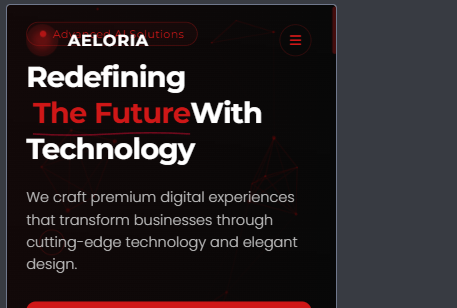 Advanced AI Solutions
AELORIA
Redefining
The FutureWith
Technology
We craft premium digital experiences
that transform businesses through
cutting-edge technology and elegant
design.